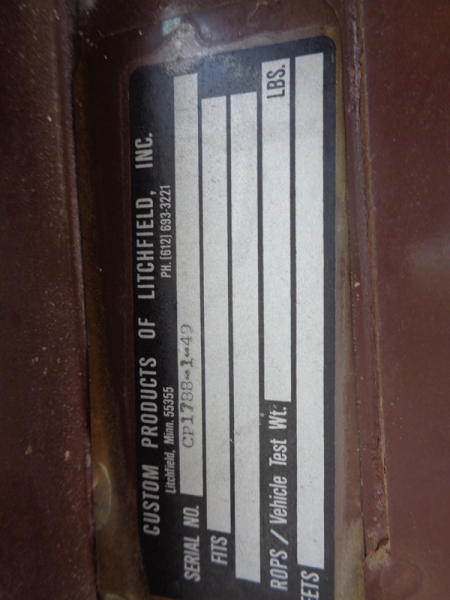 CUSTOM PRODUCTS OF LITCHFIELD, INC.
Litchfield, Minn. 55355 PH. (612) 693-3221
SERIAL NO. CP1788-1-49
FITS
ROPS / Vehicle Test Wt. LBS.